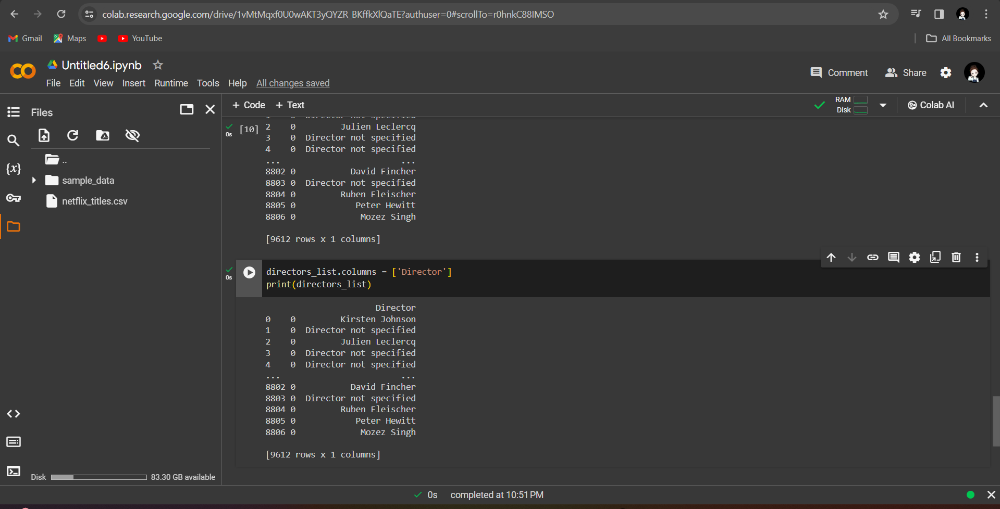 colab.research.google.com/drive/1vMtMqxf0U0wAKT3yQYZR_BKffkXlQaTE?authuser=0#scrollTo=r0hnkC88IMSO
Gmail Maps YouTube All Bookmarks
Untitled6.ipynb
File Edit View Insert Runtime Tools Help All changes saved
Comment Share
Files
+ Code + Text
RAM
Disk
Colab AI
{x}
..
sample_data
netflix_titles.csv
Disk 83.30 GB available
0s
[10]
1 0 Director not specified
2 0 Julien Leclercq
3 0 Director not specified
4 0 Director not specified
... ...
8802 0 David Fincher
8803 0 Director not specified
8804 0 Ruben Fleischer
8805 0 Peter Hewitt
8806 0 Mozez Singh
[9612 rows x 1 columns]
0s
directors_list.columns = ['Director']
print(directors_list)
Director
0 0 Kirsten Johnson
1 0 Director not specified
2 0 Julien Leclercq
3 0 Director not specified
4 0 Director not specified
... ...
8802 0 David Fincher
8803 0 Director not specified
8804 0 Ruben Fleischer
8805 0 Peter Hewitt
8806 0 Mozez Singh
[9612 rows x 1 columns]
0s completed at 10:51 PM